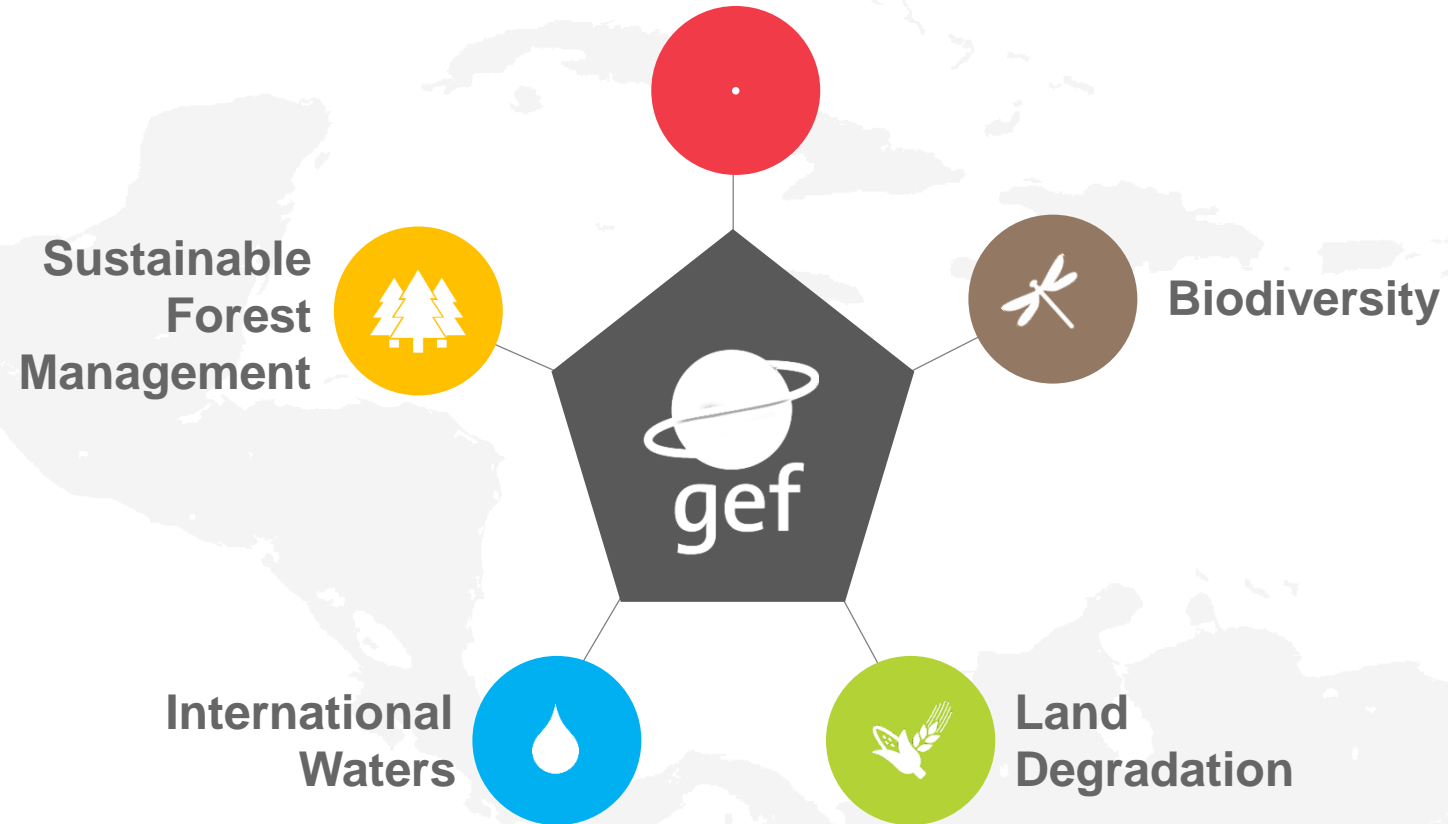 Sustainable
Forest
Management
Biodiversity
gef
International
Waters
Land
Degradation